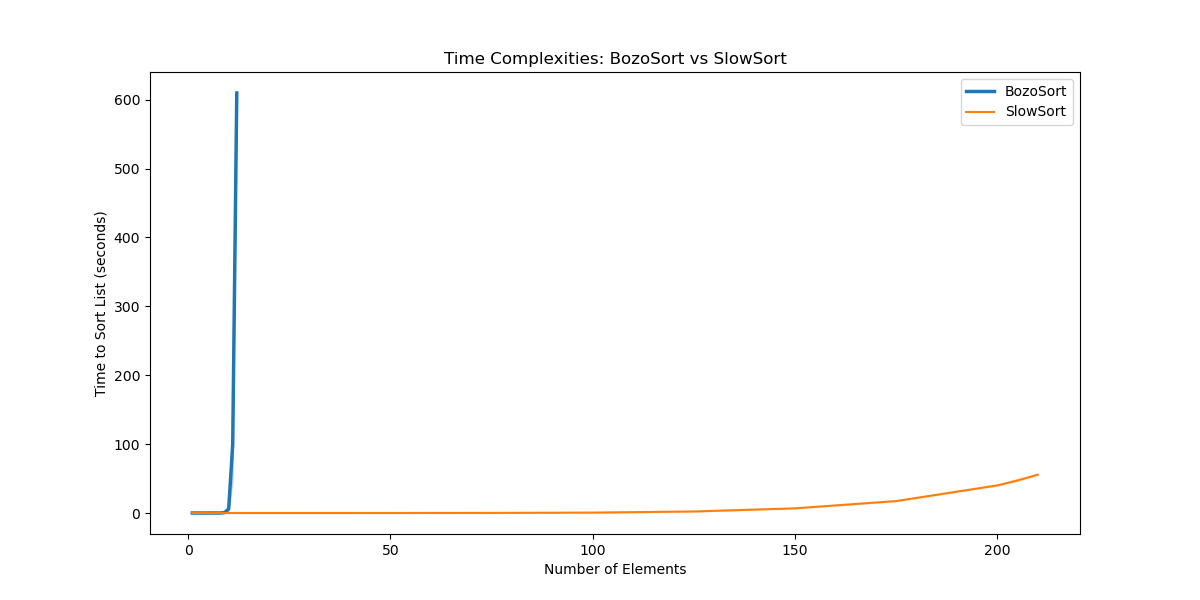 Time Complexities: BozoSort vs SlowSort
BozoSort
SlowSort
600
500
400
300
200
100
0
Time to Sort List (seconds)
0 50 100 150 200
Number of Elements